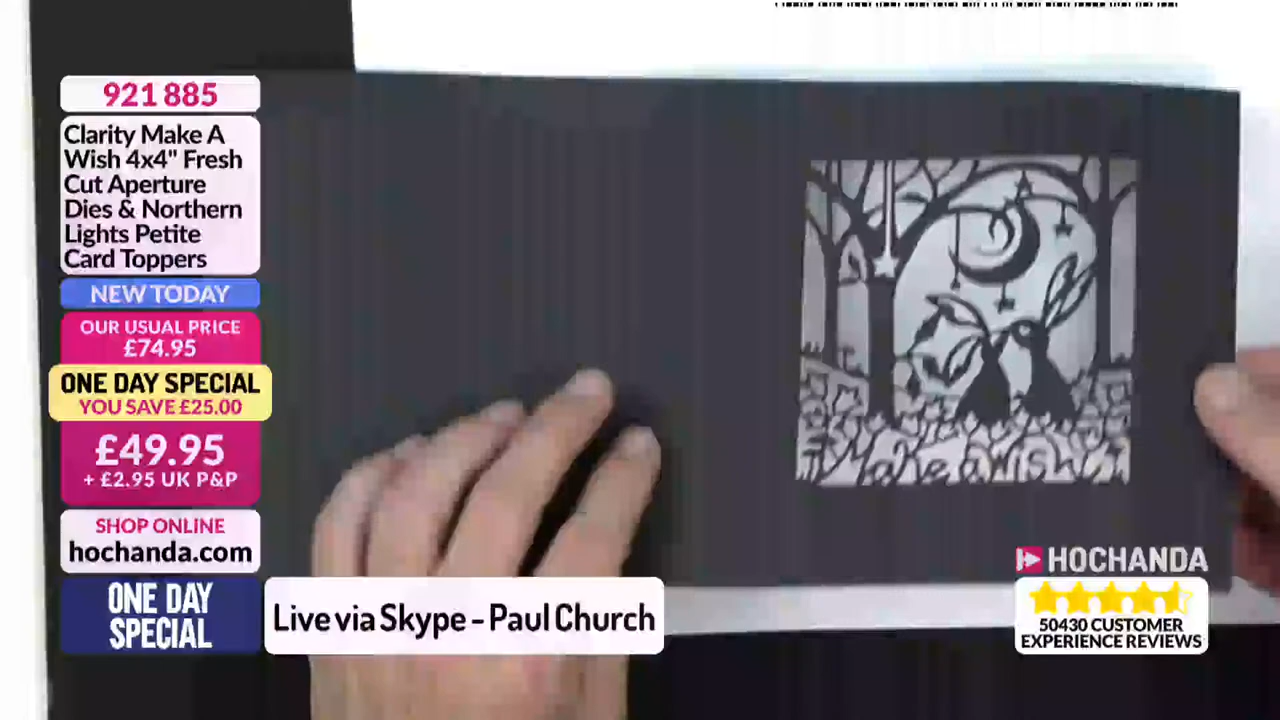 921 885
Clarity Make A
Wish 4x4" Fresh
Cut Aperture
Dies & Northern
Lights Petite
Card Toppers
NEW TODAY
OUR USUAL PRICE
£74.95
ONE DAY SPECIAL
YOU SAVE £25.00
£49.95
+ £2.95 UK P&P
SHOP ONLINE
hochanda.com
ONE DAY
SPECIAL
Live via Skype - Paul Church
Make a wish
HOCHANDA
50430 CUSTOMER
EXPERIENCE REVIEWS